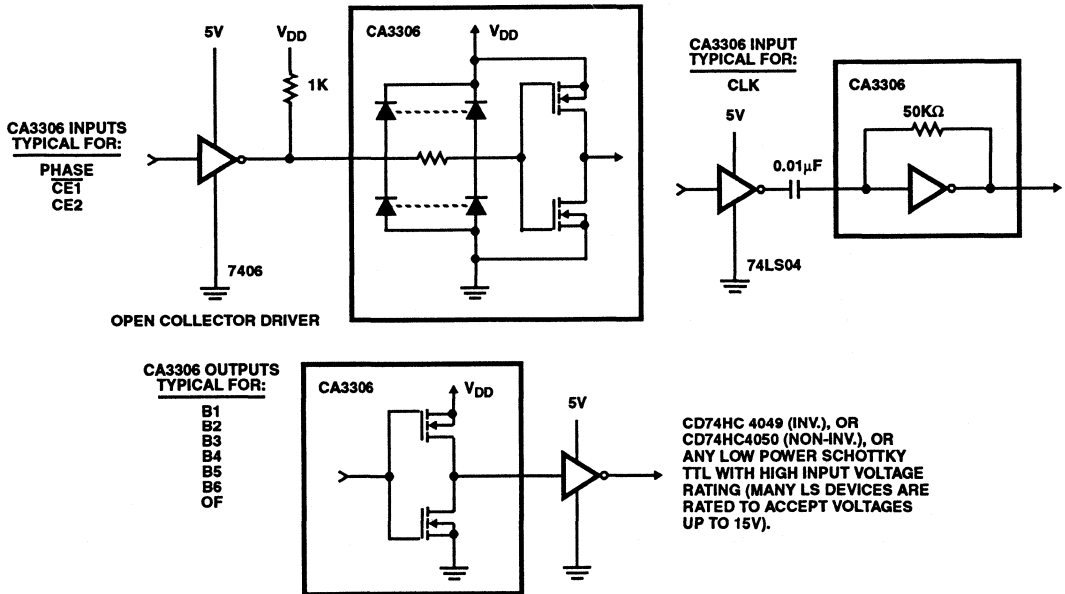 5V
VDD
1K
CA3306
VDD
CA3306 INPUTS
TYPICAL FOR:
PHASE
C̅E̅1̅
CE2
7406
OPEN COLLECTOR DRIVER
CA3306 INPUT
TYPICAL FOR:
CLK
5V
0.01μF
74LS04
CA3306
50KΩ
CA3306 OUTPUTS
TYPICAL FOR:
B1
B2
B3
B4
B5
B6
OF
CA3306
VDD
5V
CD74HC 4049 (INV.), OR
CD74HC4050 (NON-INV.), OR
ANY LOW POWER SCHOTTKY
TTL WITH HIGH INPUT VOLTAGE
RATING (MANY LS DEVICES ARE
RATED TO ACCEPT VOLTAGES
UP TO 15V).